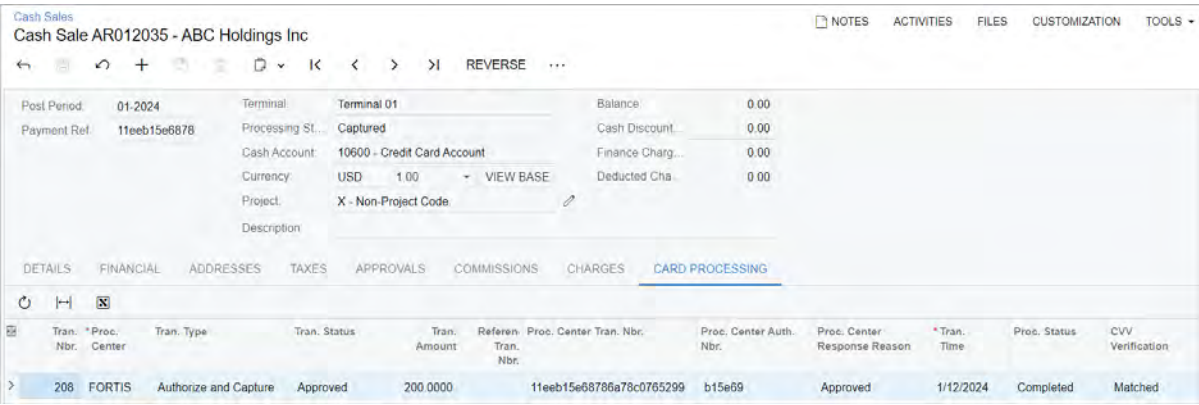 Cash Sales
Cash Sale AR012035 - ABC Holdings Inc
NOTES ACTIVITIES FILES CUSTOMIZATION TOOLS
REVERSE ...
Post Period: 01-2024 Terminal: Terminal 01 Balance: 0.00
Payment Ref. 11eeb15e6878 Processing St... Captured Cash Discount... 0.00
Cash Account: 10600 - Credit Card Account Finance Charg... 0.00
Currency: USD 1.00 VIEW BASE Deducted Cha... 0.00
Project: X - Non-Project Code.
Description:
DETAILS FINANCIAL ADDRESSES TAXES APPROVALS COMMISSIONS CHARGES CARD PROCESSING
Tran. *Proc. Tran. Type Tran. Status Tran. Referen Proc. Center Tran. Nbr. Proc. Center Auth. Proc. Center *Tran. Proc. Status CVV
Nbr. Center Amount Tran. Nbr. Response Reason Time Verification
Nbr.
208 FORTIS Authorize and Capture Approved 200.0000 11eeb15e68786a78c0765299 b15e69 Approved 1/12/2024 Completed Matched